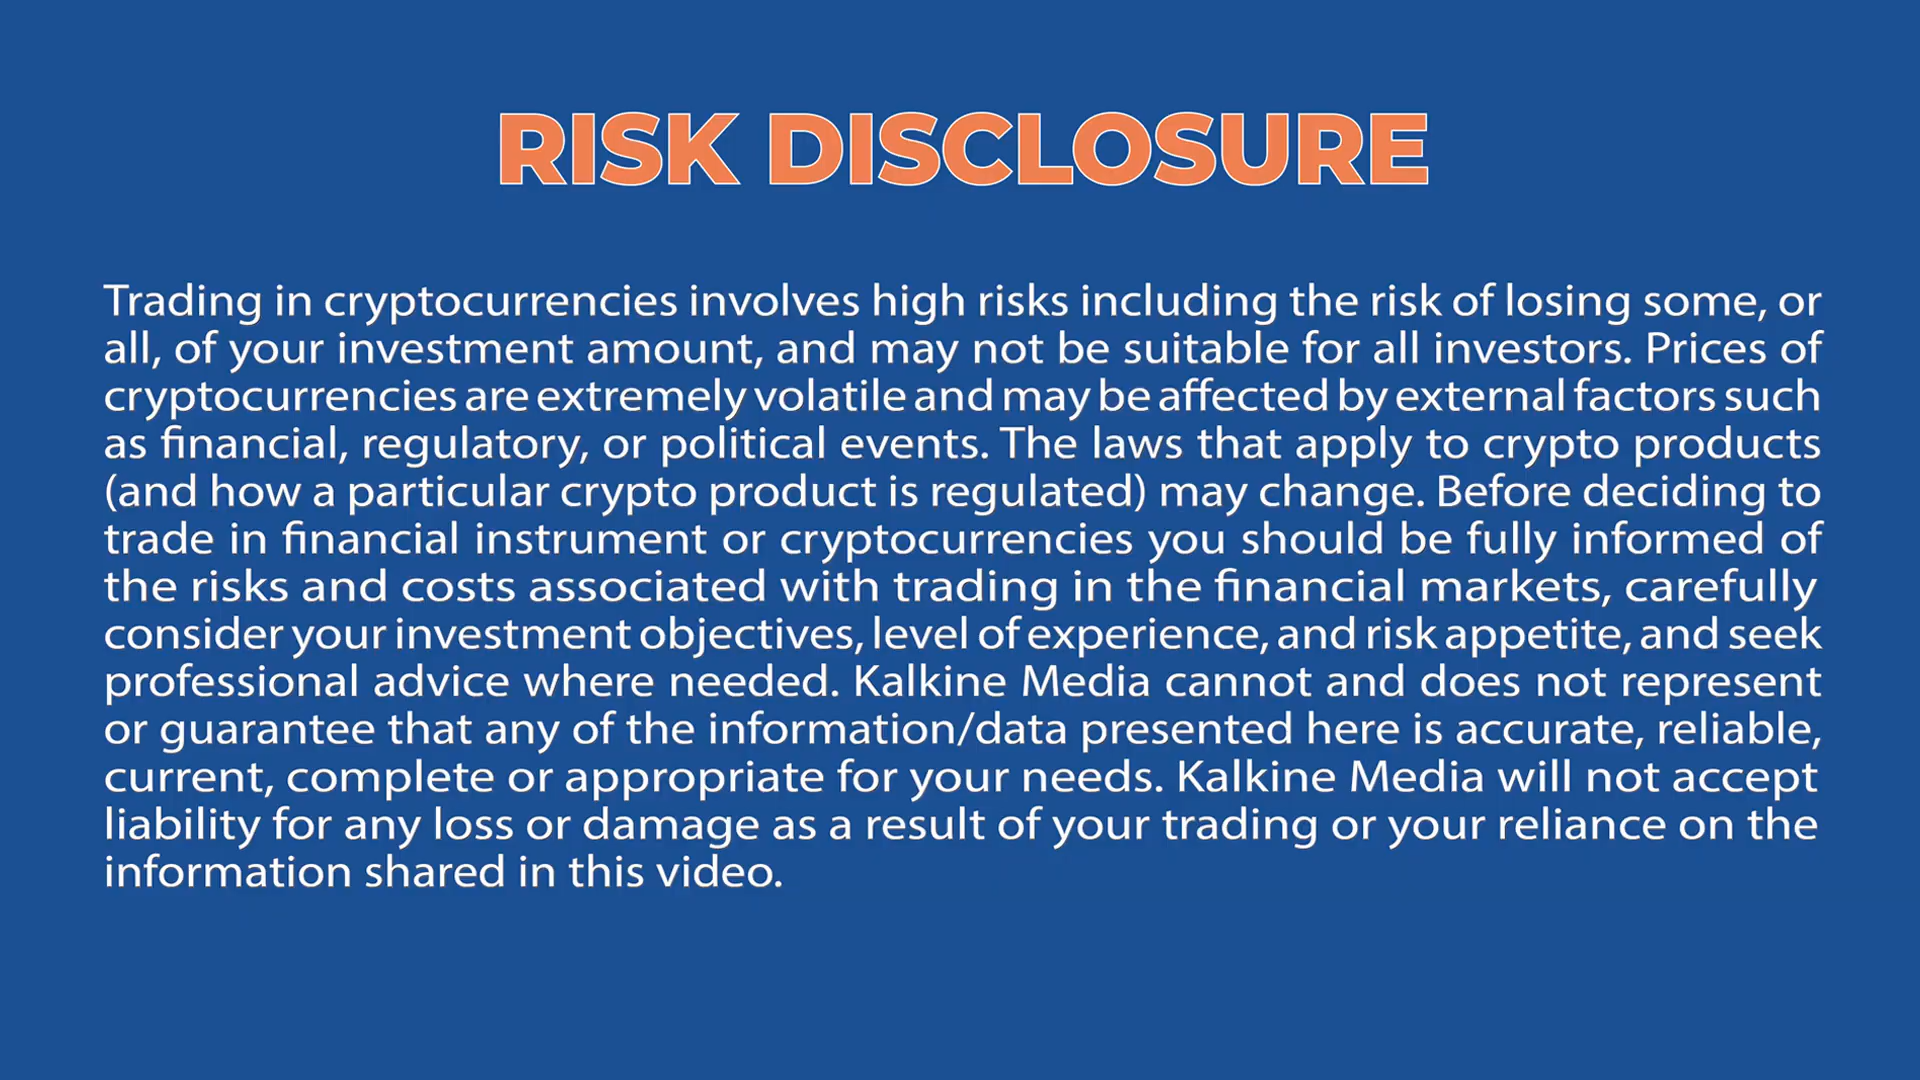 RISK DISCLOSURE
Trading in cryptocurrencies involves high risks including the risk of losing some, or
all, of your investment amount, and may not be suitable for all investors. Prices of
cryptocurrencies are extremely volatile and may be affected by external factors such
as financial, regulatory, or political events. The laws that apply to crypto products
(and how a particular crypto product is regulated) may change. Before deciding to
trade in financial instrument or cryptocurrencies you should be fully informed of
the risks and costs associated with trading in the financial markets, carefully
consider your investment objectives, level of experience, and risk appetite, and seek
professional advice where needed. Kalkine Media cannot and does not represent
or guarantee that any of the information/data presented here is accurate, reliable,
current, complete or appropriate for your needs. Kalkine Media will not accept
liability for any loss or damage as a result of your trading or your reliance on the
information shared in this video.